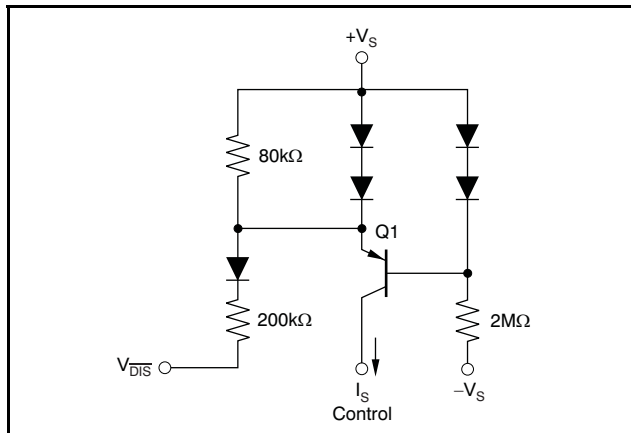 +VS
80kΩ
Q1
200kΩ
2MΩ
VDIS
IS
Control
–VS